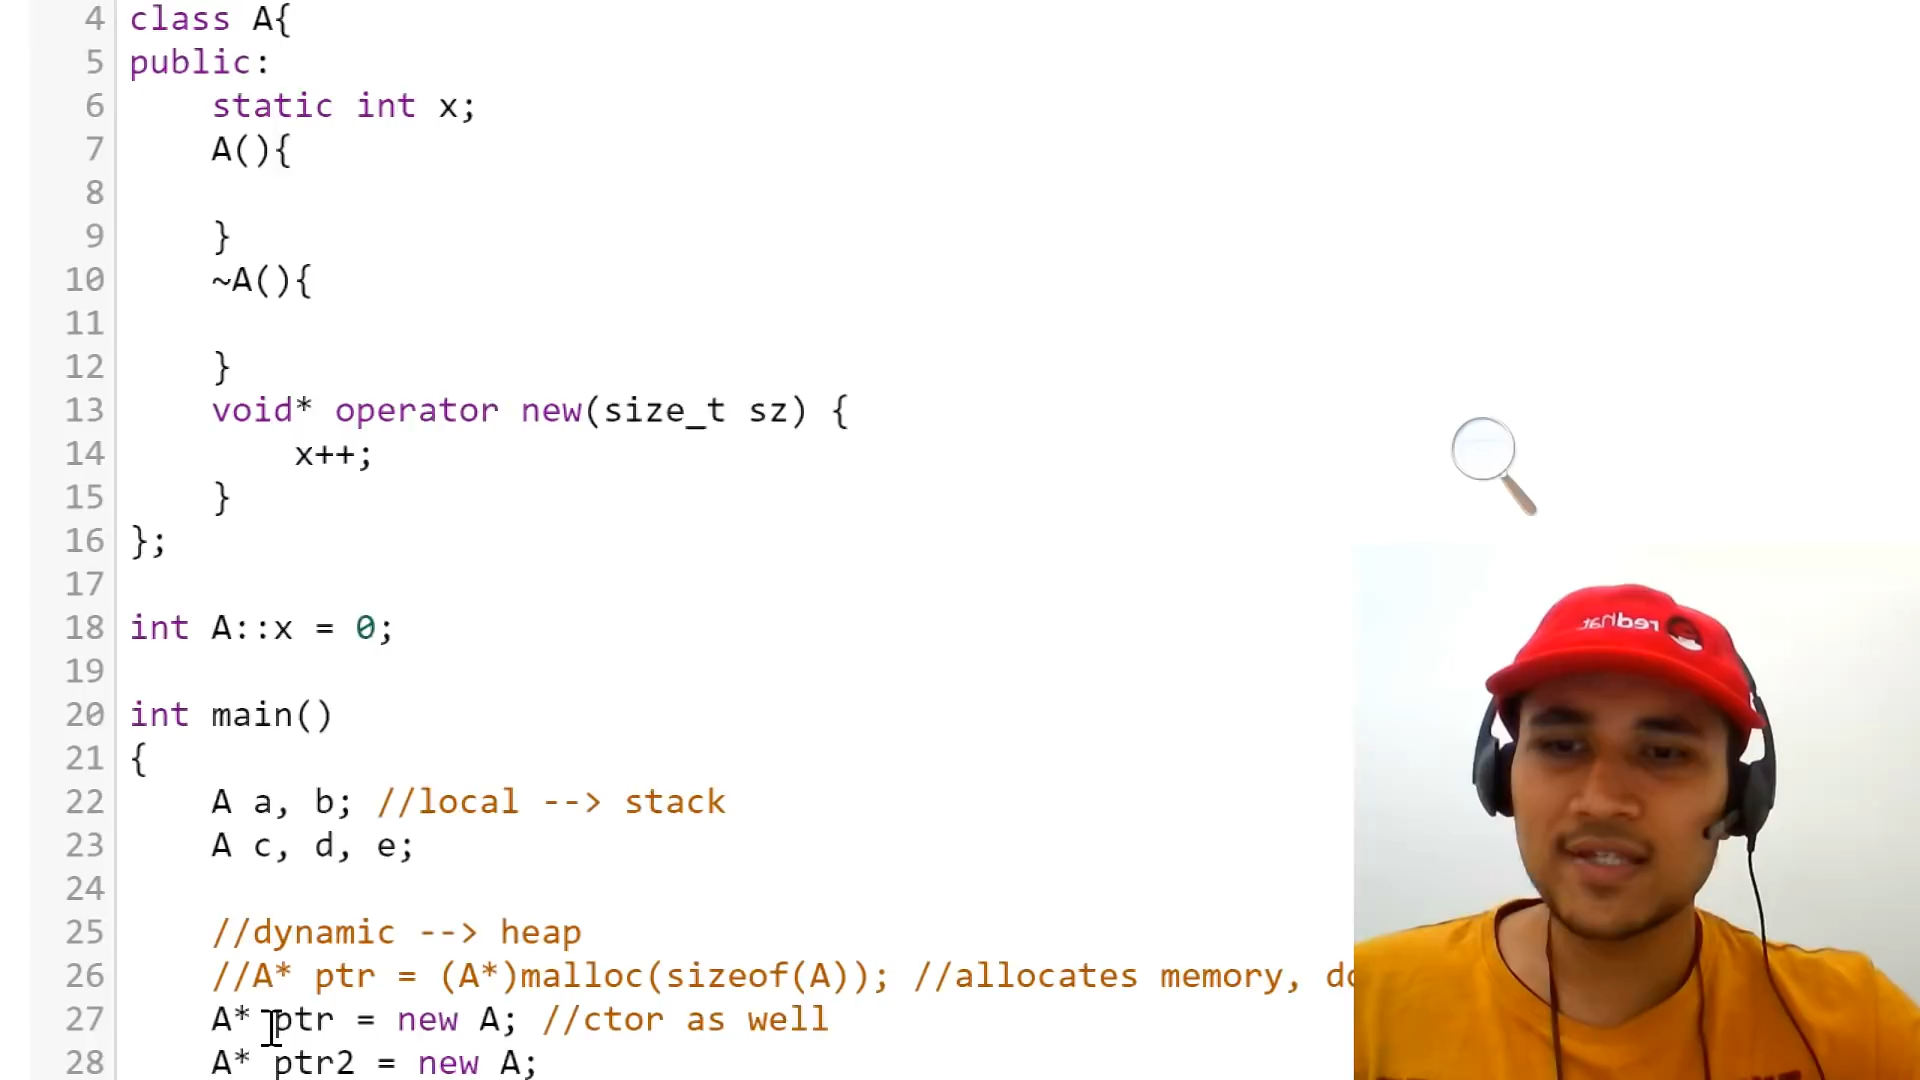 4 class A{
5 public:
6 static int x;
7 A(){
8
9 }
10 ~A(){
11
12 }
13 void* operator new(size_t sz) {
14 x++;
15 }
16 };
17
18 int A::x = 0;
19
20 int main()
21 {
22 A a, b; //local --> stack
23 A c, d, e;
24
25 //dynamic --> heap
26 //A* ptr = (A*)malloc(sizeof(A)); //allocates memory,
27 A* ptr = new A; //ctor as well
28 A* ptr2 = new A;
redhat